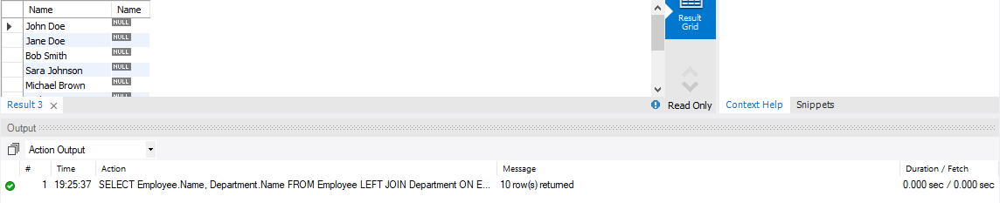 Name Name
John Doe NULL
Jane Doe NULL
Bob Smith NULL
Sara Johnson NULL
Michael Brown NULL
Result Grid
Result 3 Read Only Context Help Snippets
Output
Action Output
# Time Action Message Duration / Fetch
1 19:25:37 SELECT Employee.Name, Department.Name FROM Employee LEFT JOIN Department ON E... 10 row(s) returned 0.000 sec / 0.000 sec